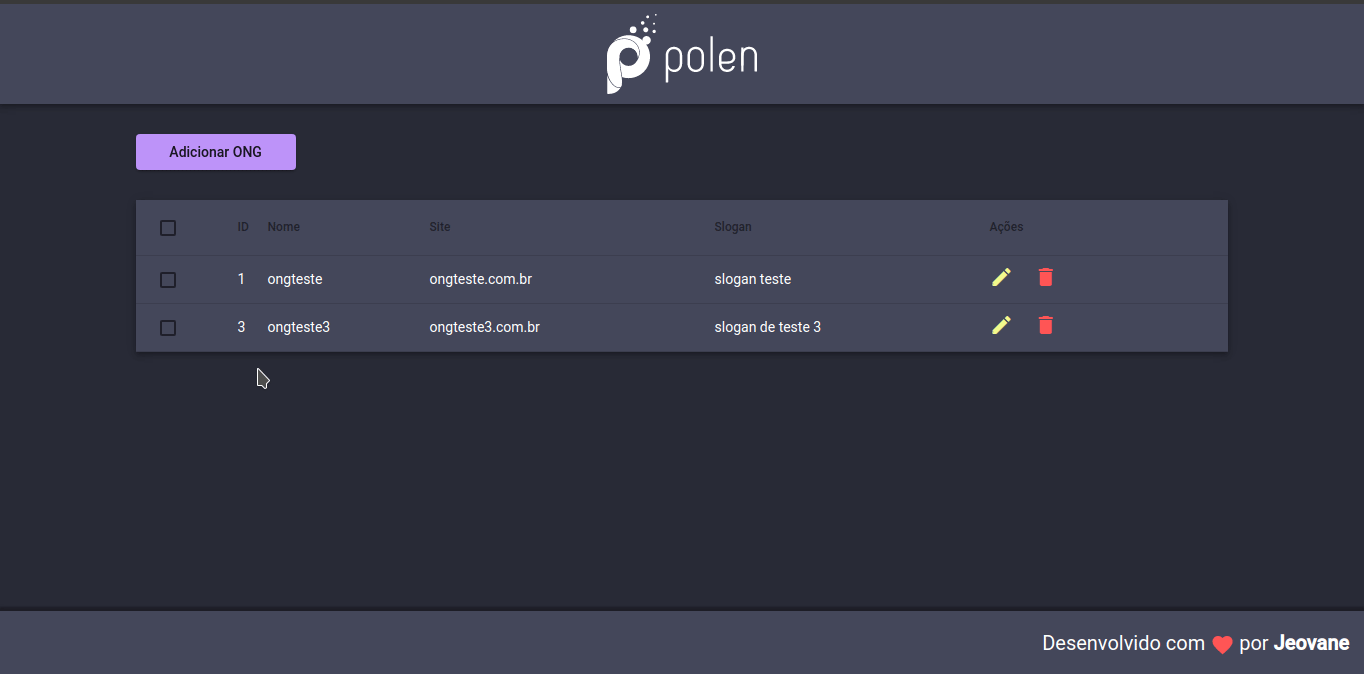 polen
Adicionar ONG
ID Nome Site Slogan Ações
1 ongteste ongteste.com.br slogan teste
3 ongteste3 ongteste3.com.br slogan de teste 3
Desenvolvido com por Jeovane